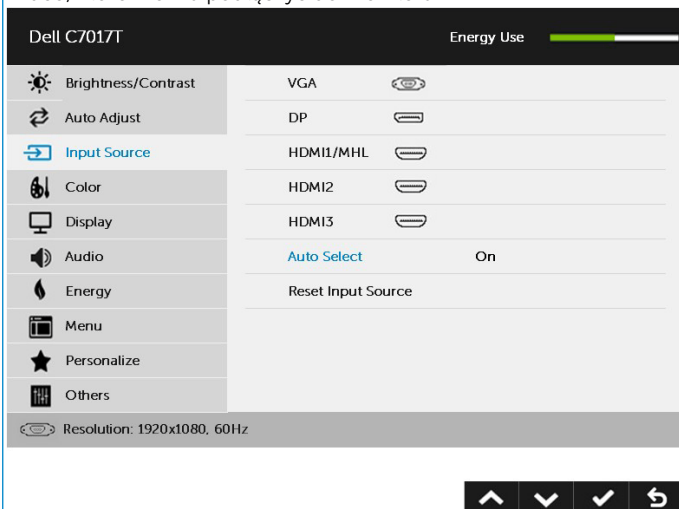 Dell C7017T
Energy Use
Brightness/Contrast
Auto Adjust
Input Source
Color
Display
Audio
Energy
Menu
Personalize
Others
VGA
DP
HDMI1/MHL
HDMI2
HDMI3
Auto Select On
Reset Input Source
Resolution: 1920x1080, 60Hz